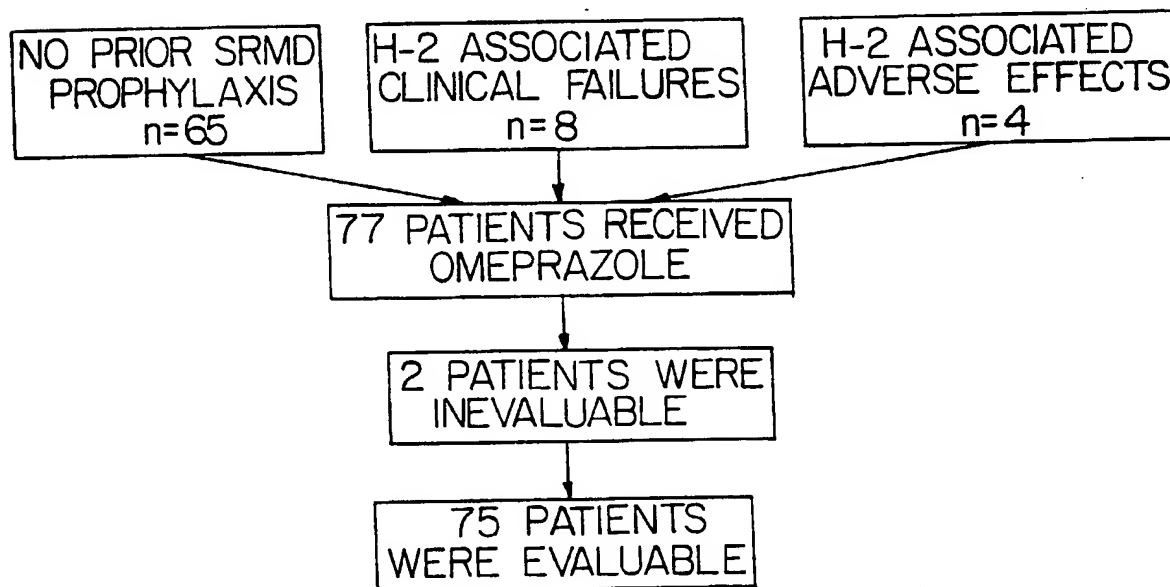 NO PRIOR SRMD
PROPHYLAXIS
n=65
H-2 ASSOCIATED
CLINICAL FAILURES
n=8
H-2 ASSOCIATED
ADVERSE EFFECTS
n=4
77 PATIENTS RECEIVED
OMEPRAZOLE
2 PATIENTS WERE
INEVALUABLE
75 PATIENTS
WERE EVALUABLE